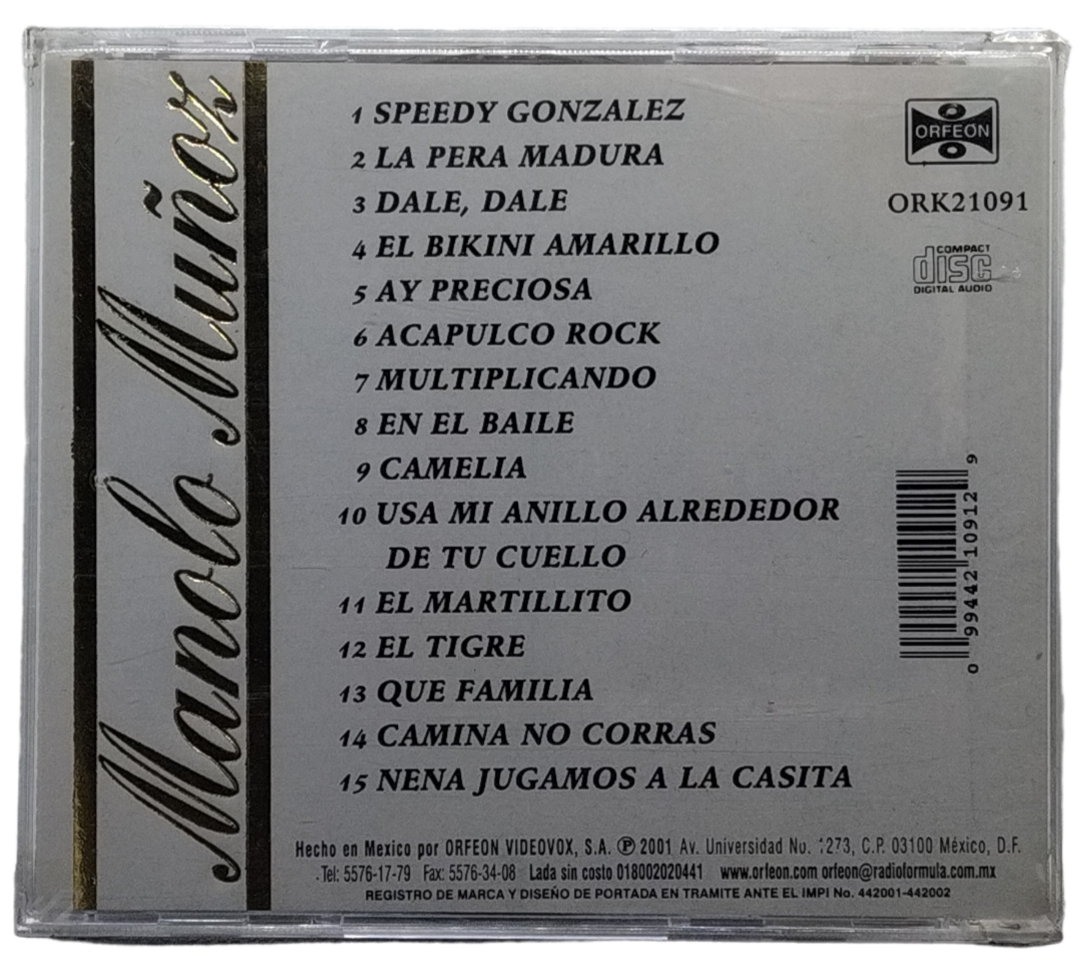 Manolo Muñoz
1 SPEEDY GONZALEZ
2 LA PERA MADURA
3 DALE, DALE
4 EL BIKINI AMARILLO
5 AY PRECIOSA
6 ACAPULCO ROCK
7 MULTIPLICANDO
8 EN EL BAILE
9 CAMELIA
10 USA MI ANILLO ALREDEDOR
DE TU CUELLO
11 EL MARTILLITO
12 EL TIGRE
13 QUE FAMILIA
14 CAMINA NO CORRAS
15 NENA JUGAMOS A LA CASITA
ORFEON
ORK21091
COMPACT
disc
DIGITAL AUDIO
0 99442 10912 9
Hecho en Mexico por ORFEON VIDEOVOX, S.A. ℗ 2001 Av. Universidad No. 1273, C.P. 03100 México, D.F.
Tel: 5576-17-79 Fax: 5576-34-08 Lada sin costo 018002020441 www.orfeon.com orfeon@radioformula.com.mx
REGISTRO DE MARCA Y DISEÑO DE PORTADA EN TRAMITE ANTE EL IMPI No. 442001-442002